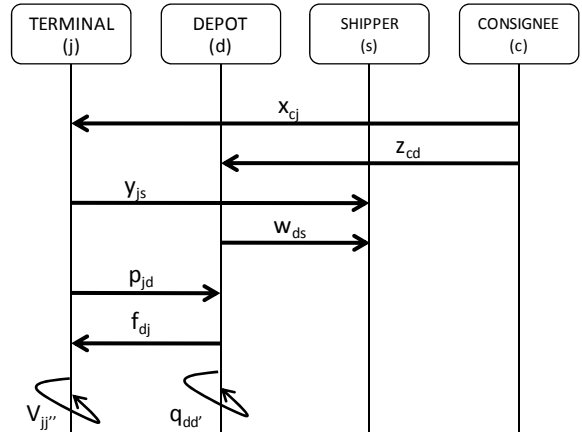 TERMINAL
(j)
DEPOT
(d)
SHIPPER
(s)
CONSIGNEE
(c)
x_cj
z_cd
y_js
w_ds
p_jd
f_dj
V_jj''
q_dd'